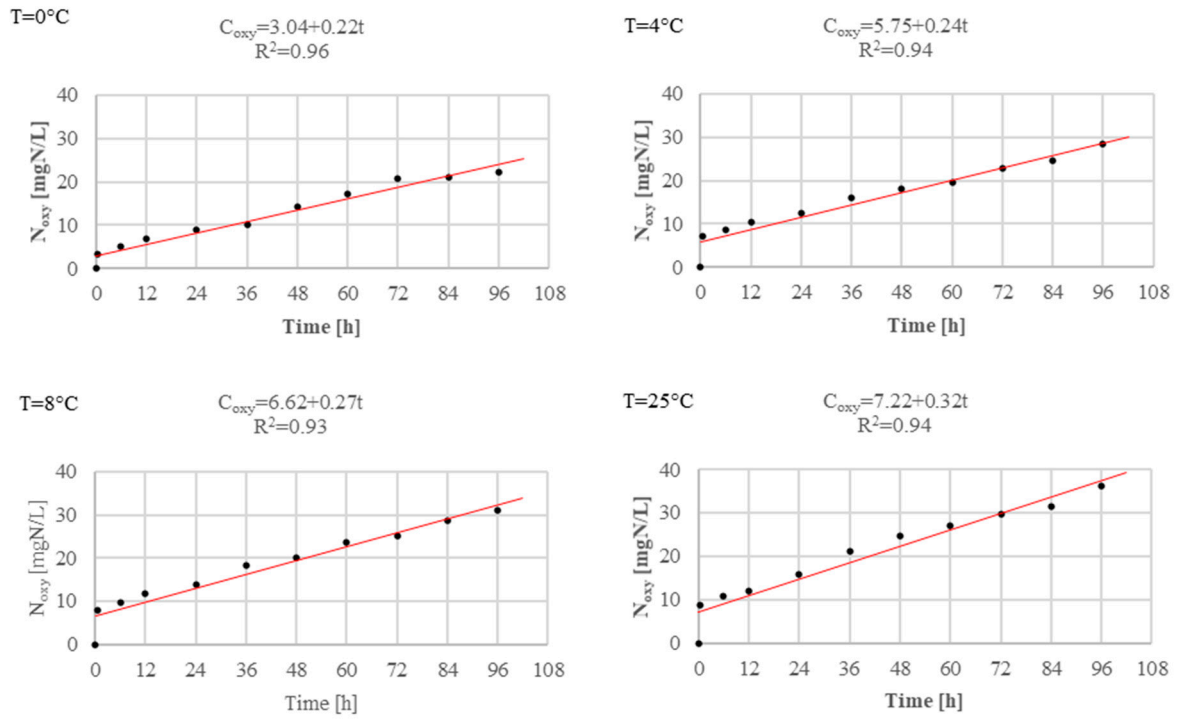 T=0°C
C_oxy=3.04+0.22t
R²=0.96
N_oxy [mgN/L]
40
30
20
10
0
0 12 24 36 48 60 72 84 96 108
Time [h]
T=4°C
C_oxy=5.75+0.24t
R²=0.94
N_oxy [mgN/L]
40
30
20
10
0
0 12 24 36 48 60 72 84 96 108
Time [h]
T=8°C
C_oxy=6.62+0.27t
R²=0.93
N_oxy [mgN/L]
40
30
20
10
0
0 12 24 36 48 60 72 84 96 108
Time [h]
T=25°C
C_oxy=7.22+0.32t
R²=0.94
N_oxy [mgN/L]
40
30
20
10
0
0 12 24 36 48 60 72 84 96 108
Time [h]